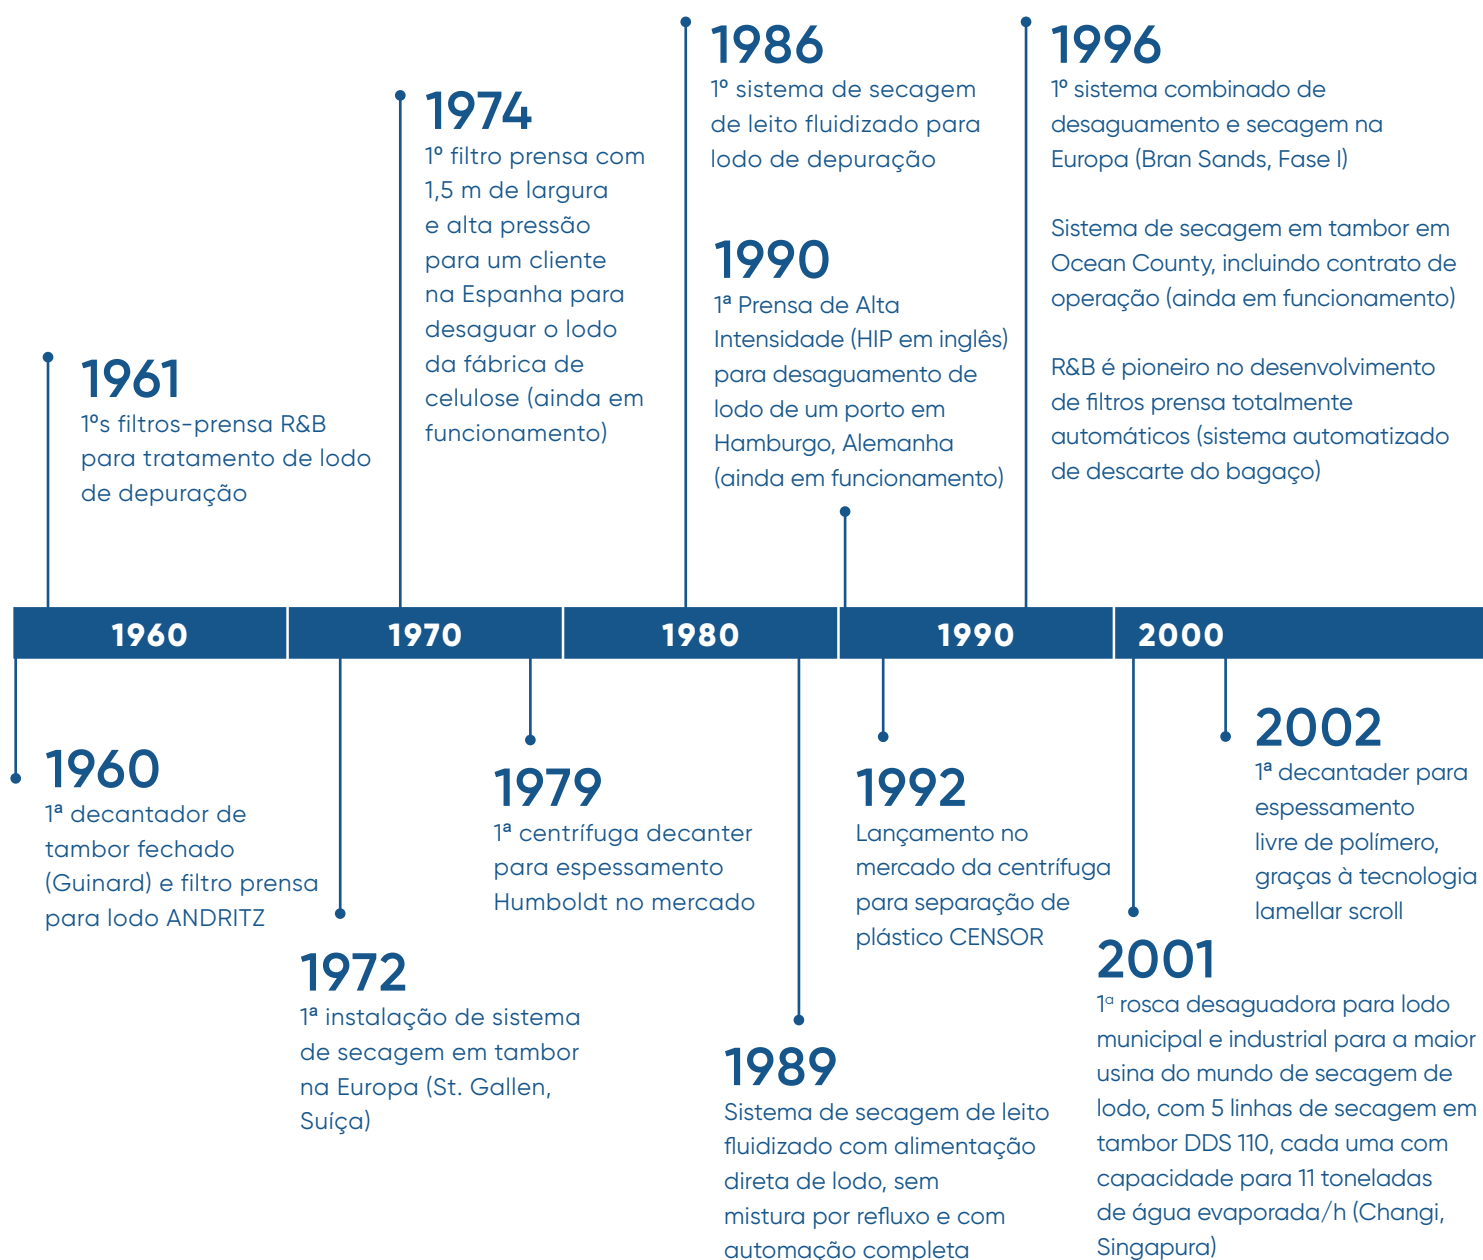 1986
1º sistema de secagem
de leito fluidizado para
lodo de depuração
1996
1º sistema combinado de
desaguamento e secagem na
Europa (Bran Sands, Fase I)
Sistema de secagem em tambor em
Ocean County, incluindo contrato de
operação (ainda em funcionamento)
R&B é pioneiro no desenvolvimento
de filtros prensa totalmente
automáticos (sistema automatizado
de descarte do bagaço)
1974
1º filtro prensa com
1,5 m de largura
e alta pressão
para um cliente
na Espanha para
desaguar o lodo
da fábrica de
celulose (ainda em
funcionamento)
1990
1ª Prensa de Alta
Intensidade (HIP em inglês)
para desaguamento de
lodo de um porto em
Hamburgo, Alemanha
(ainda em funcionamento)
1961
1ºs filtros-prensa R&B
para tratamento de lodo
de depuração
1960
1970
1980
1990
2000
1960
1ª decantador de
tambor fechado
(Guinard) e filtro prensa
para lodo ANDRITZ
1972
1ª instalação de sistema
de secagem em tambor
na Europa (St. Gallen,
Suíça)
1979
1ª centrífuga decanter
para espessamento
Humboldt no mercado
1989
Sistema de secagem de leito
fluidizado com alimentação
direta de lodo, sem
mistura por refluxo e com
automação completa
1992
Lançamento no
mercado da centrífuga
para separação de
plástico CENSOR
2001
1ª rosca desaguadora para lodo
municipal e industrial para a maior
usina do mundo de secagem de
lodo, com 5 linhas de secagem em
tambor DDS 110, cada uma com
capacidade para 11 toneladas
de água evaporada/h (Changi,
Singapura)
2002
1ª decantader para
espessamento
livre de polímero,
graças à tecnologia
lamellar scroll